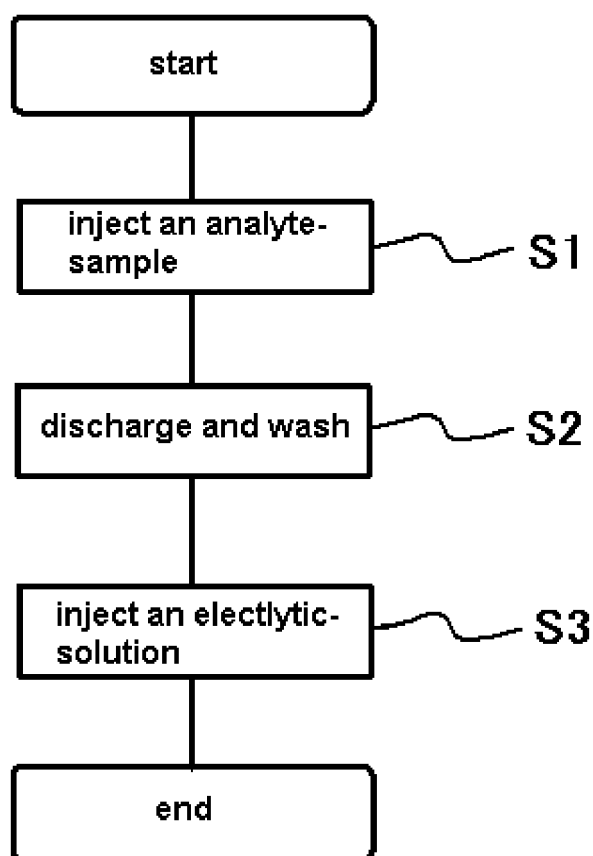 start
inject an analyte-
sample
S1
discharge and wash
S2
inject an electlytic-
solution
S3
end